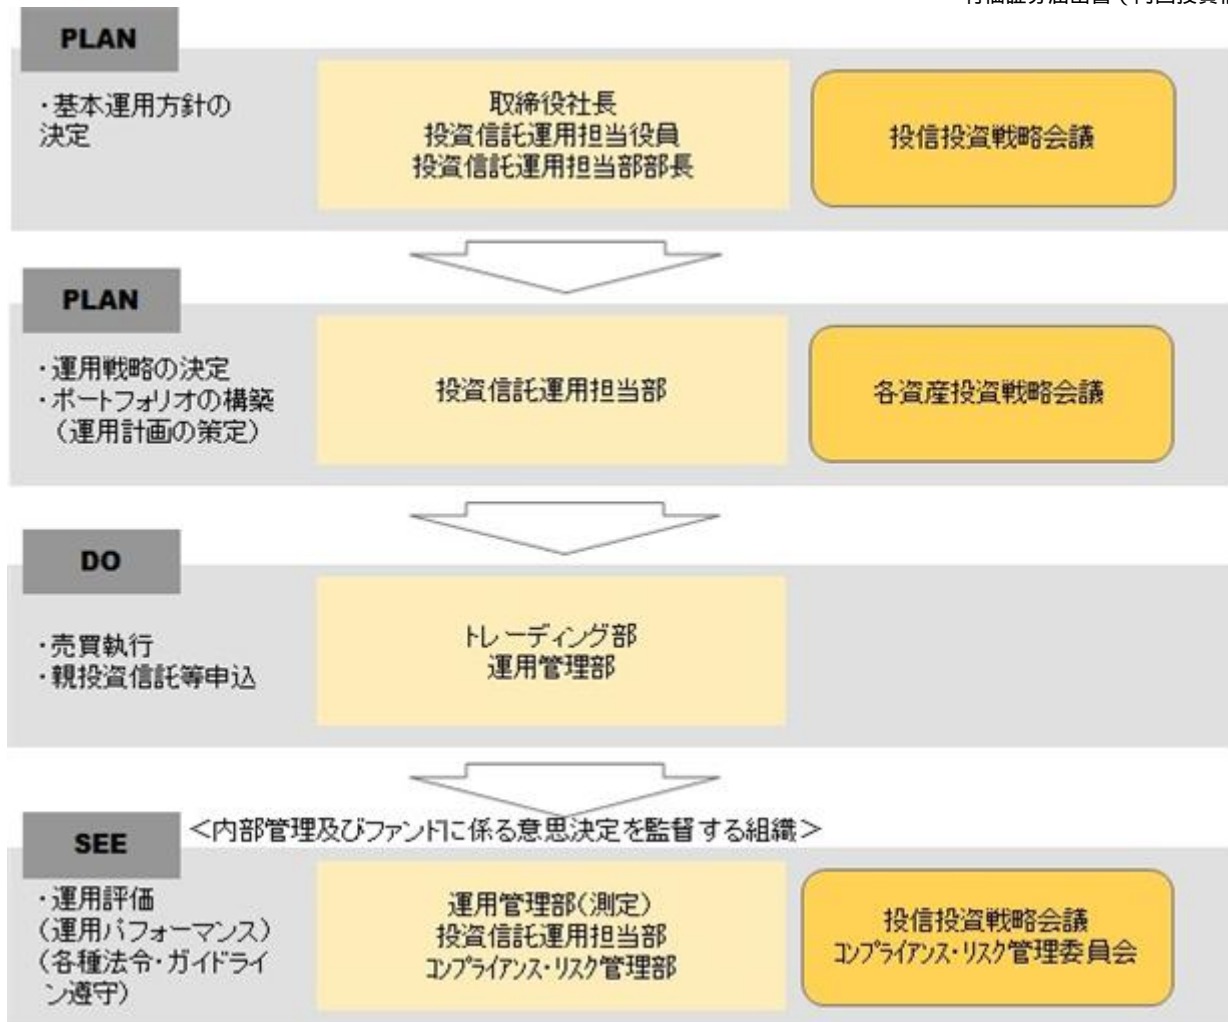 PLAN
・基本運用方針の
決定
取締役社長
投資信託運用担当役員
投資信託運用担当部部長
投信投資戦略会議
PLAN
・運用戦略の決定
・ポートフォリオの構築
(運用計画の策定)
投資信託運用担当部
各資産投資戦略会議
DO
・売買執行
・親投資信託等申込
トレーディング部
運用管理部
SEE
<内部管理及びファンドに係る意思決定を監督する組織>
・運用評価
(運用パフォーマンス)
(各種法令・ガイドライ
ン遵守)
運用管理部(測定)
投資信託運用担当部
コンプライアンス・リスク管理部
投信投資戦略会議
コンプライアンス・リスク管理委員会